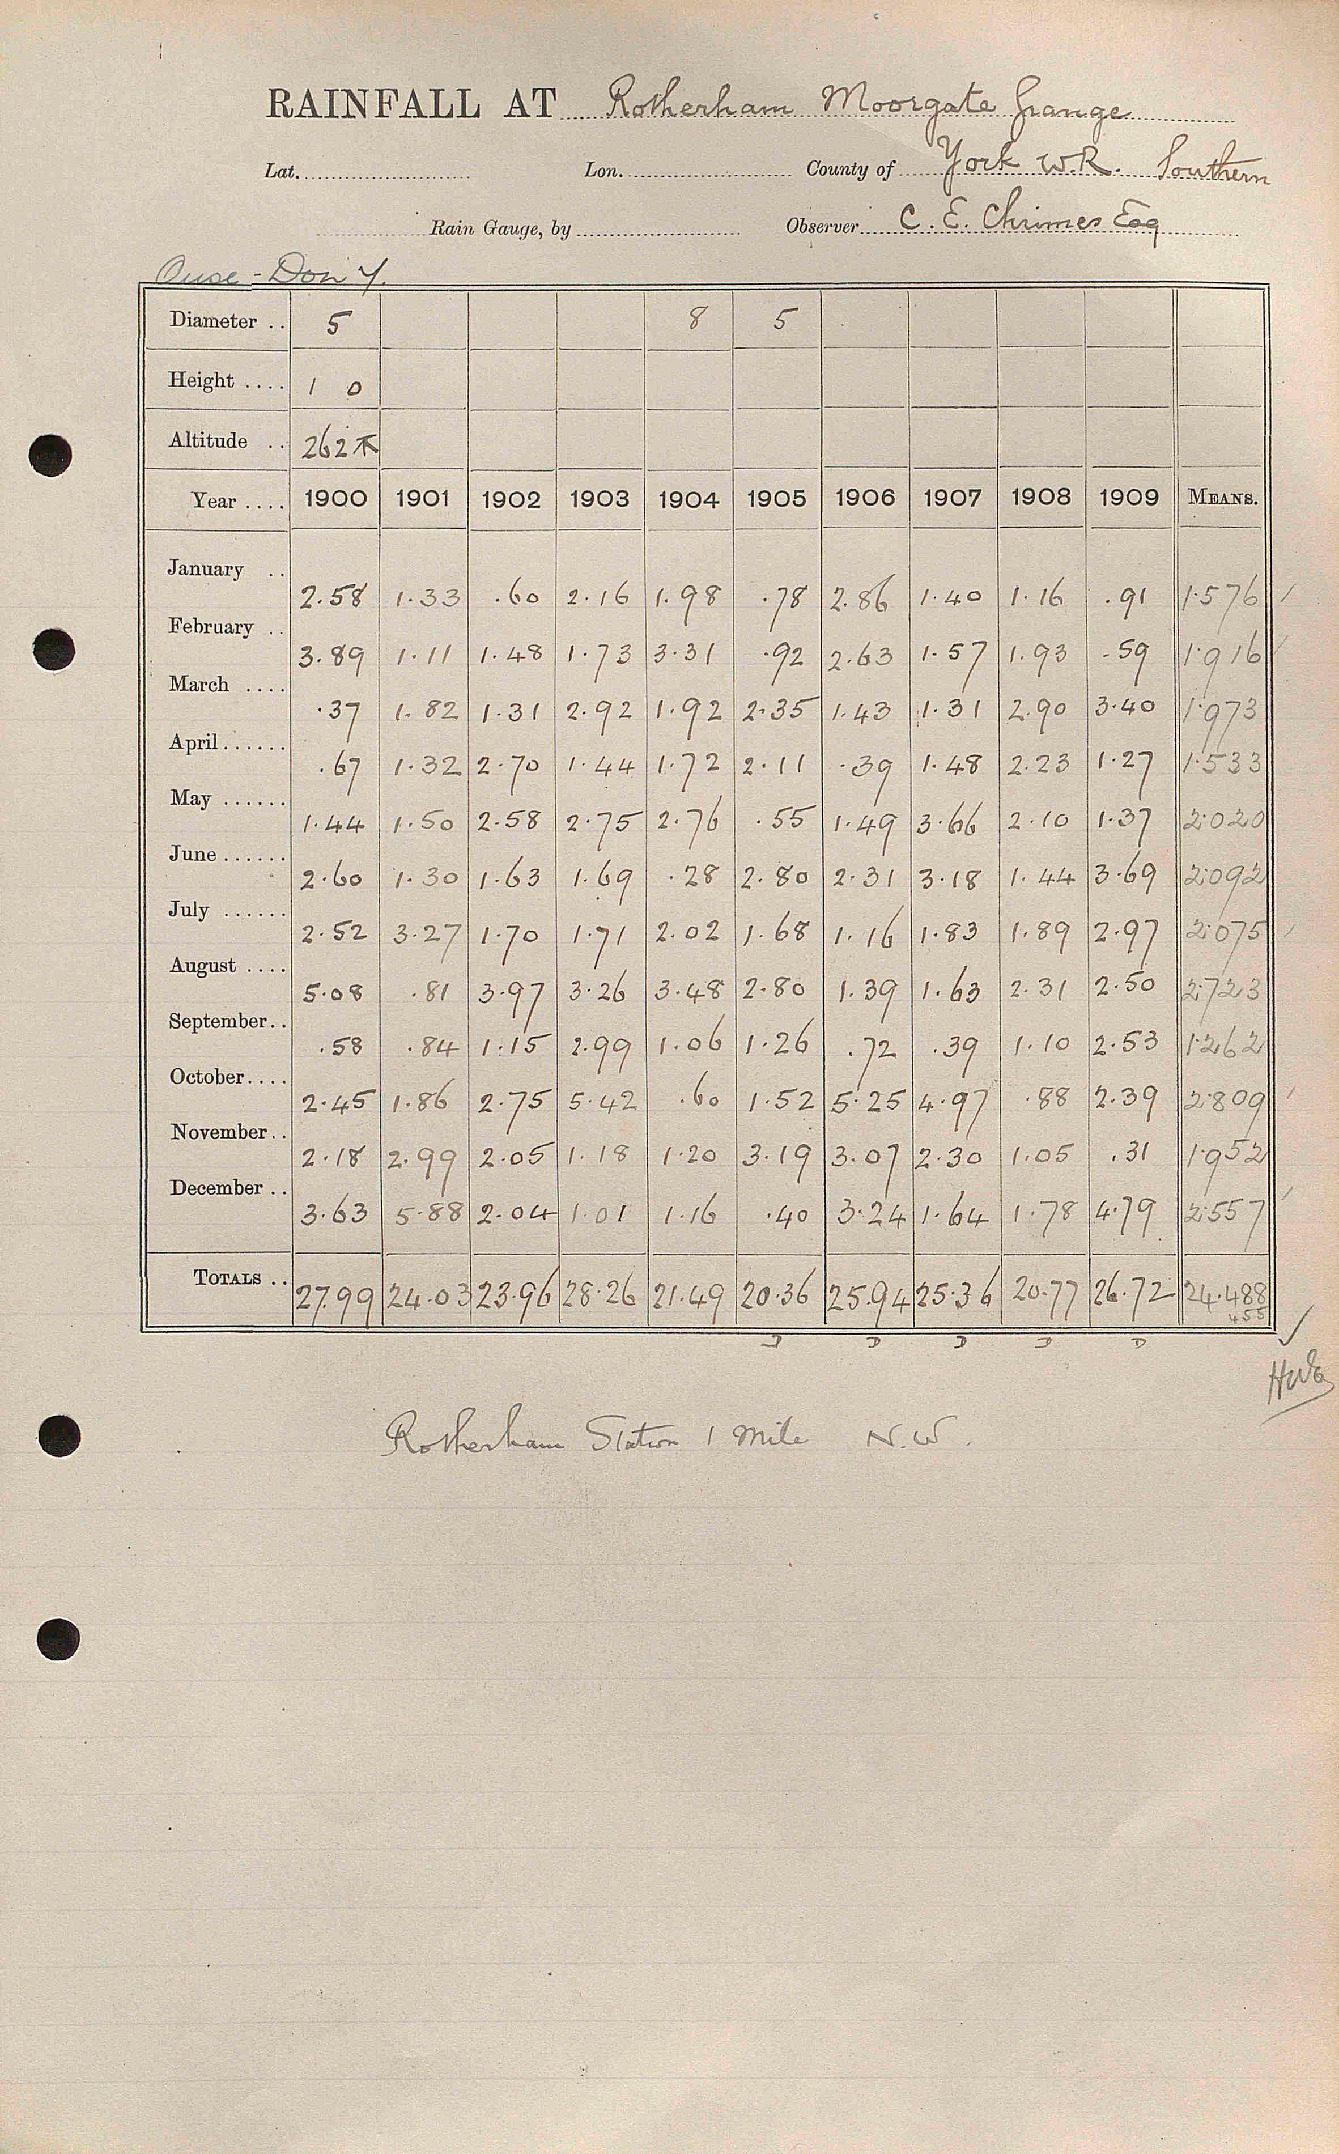 RAINFALL AT Rotherham Moorgate Grange
Lat. Lon. County of York W.R. Southern
Rain Gauge, by Observer C. E. Chrimes Esq
Ouse - Don Y.
Diameter .. 5 8 5
Height .... 1 0
Altitude .. 262
Year .... 1900 1901 1902 1903 1904 1905 1906 1907 1908 1909 MEANS.
January .. 2.58 1.33 .60 2.16 1.98 .78 2.86 1.40 1.16 .91 1.576
February .. 3.89 1.11 1.48 1.73 3.31 .92 2.63 1.57 1.93 .59 1.916
March .... .37 1.82 1.31 2.92 1.92 2.35 1.43 1.31 2.90 3.40 1.973
April ...... .67 1.32 2.70 1.44 1.72 2.11 .39 1.48 2.23 1.27 1.533
May ...... 1.44 1.50 2.58 2.75 2.76 .55 1.49 3.66 2.10 1.37 2.020
June ...... 2.60 1.30 1.63 1.69 .28 2.80 2.31 3.18 1.44 3.69 2.092
July ...... 2.52 3.27 1.70 1.71 2.02 1.68 1.16 1.83 1.89 2.97 2.075
August .... 5.08 .81 3.97 3.26 3.48 2.80 1.39 1.63 2.31 2.50 2.723
September .. .58 .84 1.15 2.99 1.06 1.26 .72 .39 1.10 2.53 1.262
October .... 2.45 1.86 2.75 5.42 .60 1.52 5.25 4.97 .88 2.39 2.809
November .. 2.18 2.99 2.05 1.18 1.20 3.19 3.07 2.30 1.05 .31 1.952
December .. 3.63 5.88 2.04 1.01 1.16 .40 3.24 1.64 1.78 4.79 2.557
TOTALS .. 27.99 24.03 23.96 28.26 21.49 20.36 25.94 25.36 20.77 26.72 24.488
455
D D D D D
Rotherham Station 1 Mile N.W.